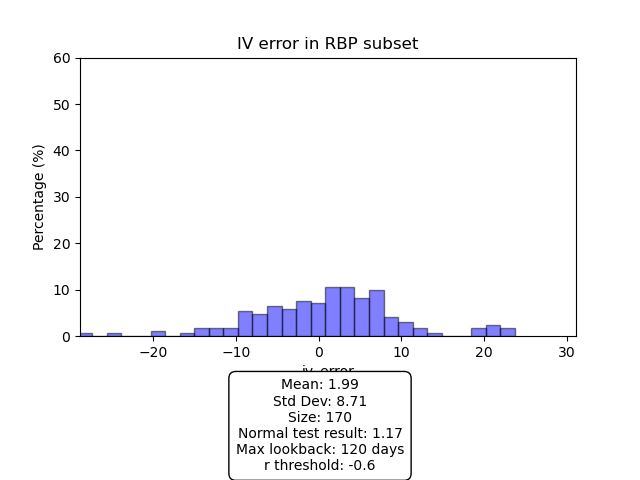 IV error in RBP subset
60
50
40
30
20
10
0
Percentage (%)
−20
−10
0
10
20
30
iv_error
Mean: 1.99
Std Dev: 8.71
Size: 170
Normal test result: 1.17
Max lookback: 120 days
r threshold: -0.6